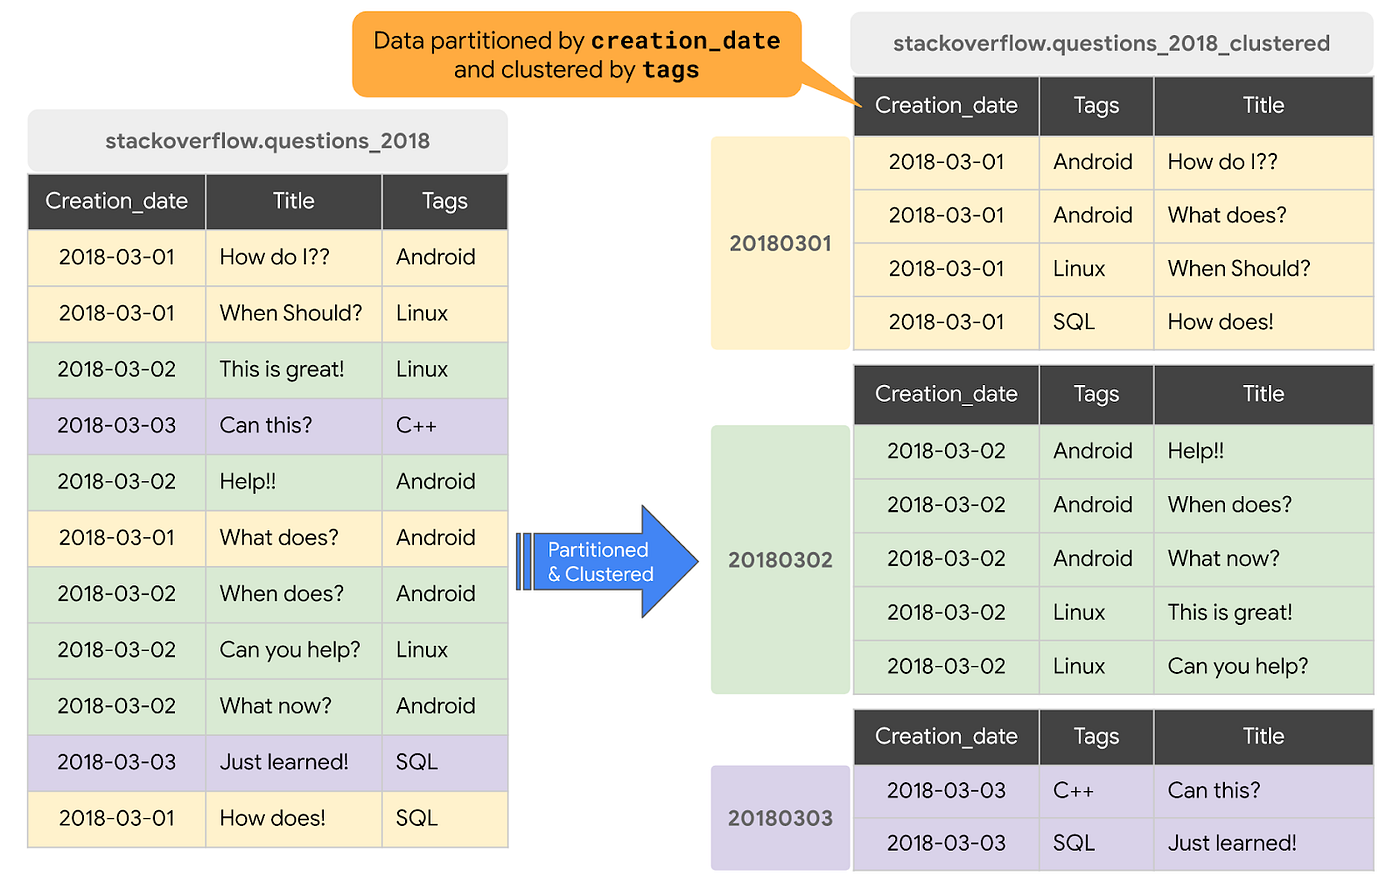 Data partitioned by creation_date
and clustered by tags
stackoverflow.questions_2018
Creation_date Title Tags
2018-03-01 How do I?? Android
2018-03-01 When Should? Linux
2018-03-02 This is great! Linux
2018-03-03 Can this? C++
2018-03-02 Help!! Android
2018-03-01 What does? Android
2018-03-02 When does? Android
2018-03-02 Can you help? Linux
2018-03-02 What now? Android
2018-03-03 Just learned! SQL
2018-03-01 How does! SQL
Partitioned
& Clustered
stackoverflow.questions_2018_clustered
Creation_date Tags Title
20180301
2018-03-01 Android How do I??
2018-03-01 Android What does?
2018-03-01 Linux When Should?
2018-03-01 SQL How does!
Creation_date Tags Title
20180302
2018-03-02 Android Help!!
2018-03-02 Android When does?
2018-03-02 Android What now?
2018-03-02 Linux This is great!
2018-03-02 Linux Can you help?
Creation_date Tags Title
20180303
2018-03-03 C++ Can this?
2018-03-03 SQL Just learned!